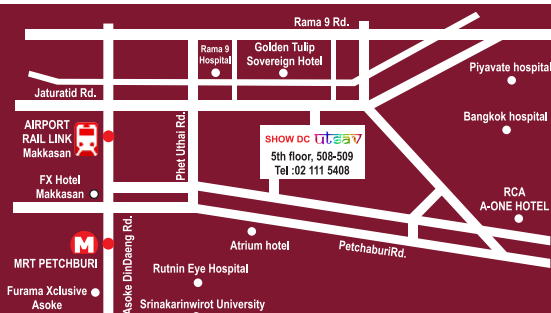 Rama 9 Rd.
Rama 9
Hospital
Golden Tulip
Sovereign Hotel
Piyavate hospital
Jaturatid Rd.
Bangkok hospital
AIRPORT
RAIL LINK
Makkasan
Phet Uthai Rd.
SHOW DC utsav
5th floor, 508-509
Tel :02 111 5408
FX Hotel
Makkasan
RCA
A-ONE HOTEL
Asoke DinDaeng Rd.
Atrium hotel
PetchaburiRd.
M
MRT PETCHBURI
Rutnin Eye Hospital
Furama Xclusive
Asoke
Srinakarinwirot University